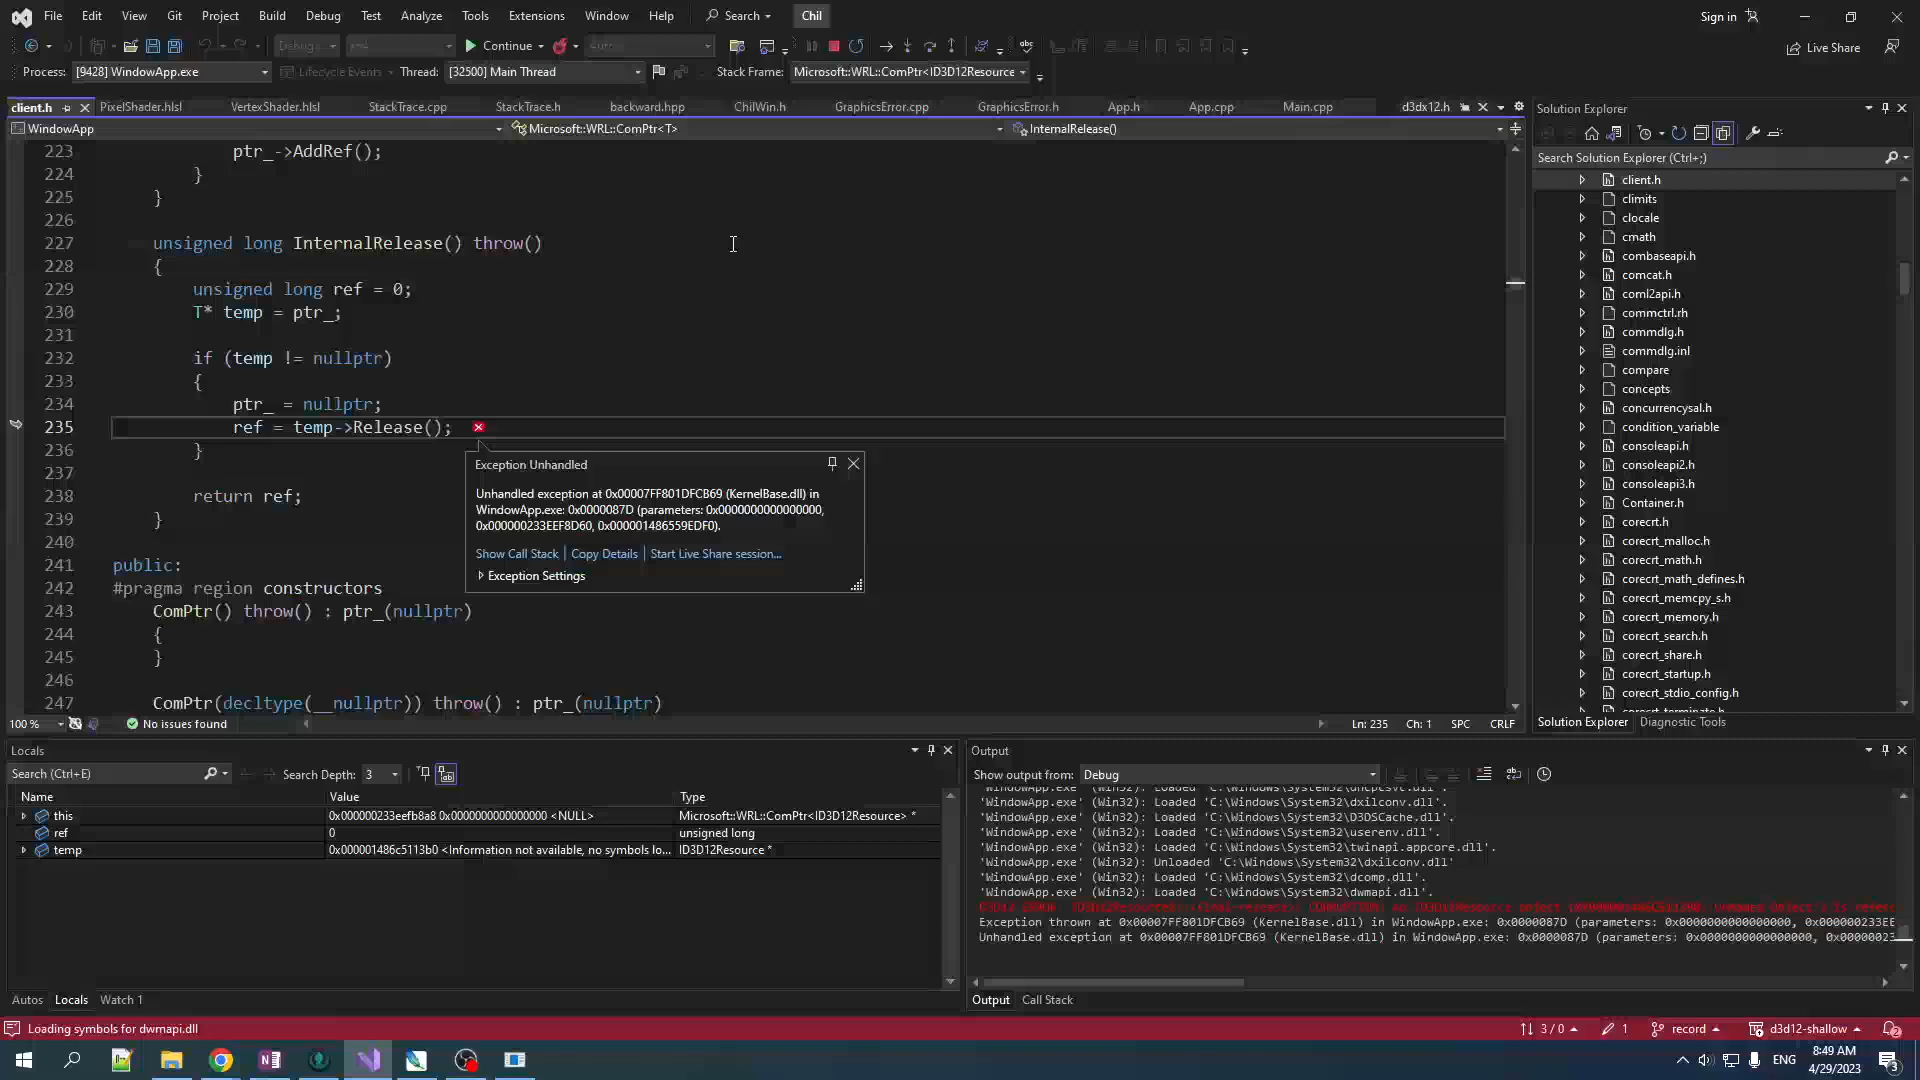 File Edit View Git Project Build Debug Test Analyze Tools Extensions Window Help Search Chil Sign in
Debug x64 Continue Auto Live Share
Process: [9428] WindowApp.exe Lifecycle Events Thread: [32500] Main Thread Stack Frame: Microsoft::WRL::ComPtr<ID3D12Resource
client.h PixelShader.hlsl VertexShader.hlsl StackTrace.cpp StackTrace.h backward.hpp ChilWin.h GraphicsError.cpp GraphicsError.h App.h App.cpp Main.cpp d3dx12.h
WindowApp Microsoft::WRL::ComPtr<T> InternalRelease()
223 ptr_->AddRef();
224 }
225 }
226
227 unsigned long InternalRelease() throw()
228 {
229 unsigned long ref = 0;
230 T* temp = ptr_;
231
232 if (temp != nullptr)
233 {
234 ptr_ = nullptr;
235 ref = temp->Release();
236 }
237
238 return ref;
239 }
240
241 public:
242 #pragma region constructors
243 ComPtr() throw() : ptr_(nullptr)
244 {
245 }
246
247 ComPtr(decltype(__nullptr)) throw() : ptr_(nullptr)
Exception Unhandled
Unhandled exception at 0x00007FF801DFCB69 (KernelBase.dll) in
WindowApp.exe: 0x0000087D (parameters: 0x0000000000000000,
0x000000233EEF8D60, 0x000001486559EDF0).
Show Call Stack | Copy Details | Start Live Share session...
Exception Settings
100 % No issues found Ln: 235 Ch: 1 SPC CRLF
Solution Explorer
Search Solution Explorer (Ctrl+;)
client.h
climits
clocale
cmath
combaseapi.h
comcat.h
coml2api.h
commctrl.rh
commdlg.h
commdlg.inl
compare
concepts
concurrencysal.h
condition_variable
consoleapi.h
consoleapi2.h
consoleapi3.h
Container.h
corecrt.h
corecrt_malloc.h
corecrt_math.h
corecrt_math_defines.h
corecrt_memcpy_s.h
corecrt_memory.h
corecrt_search.h
corecrt_share.h
corecrt_startup.h
corecrt_stdio_config.h
corecrt_terminate.h
Solution Explorer Diagnostic Tools
Locals
Search (Ctrl+E) Search Depth: 3
Name Value Type
this 0x000000233eefb8a8 0x0000000000000000 <NULL> Microsoft::WRL::ComPtr<ID3D12Resource> *
ref 0 unsigned long
temp 0x000001486c5113b0 <Information not available, no symbols lo... ID3D12Resource *
Autos Locals Watch 1
Output
Show output from: Debug
'WindowApp.exe' (Win32): Loaded 'C:\Windows\System32\dxilconv.dll'.
'WindowApp.exe' (Win32): Loaded 'C:\Windows\System32\D3DSCache.dll'.
'WindowApp.exe' (Win32): Loaded 'C:\Windows\System32\userenv.dll'.
'WindowApp.exe' (Win32): Loaded 'C:\Windows\System32\twinapi.appcore.dll'.
'WindowApp.exe' (Win32): Unloaded 'C:\Windows\System32\dxilconv.dll'
'WindowApp.exe' (Win32): Loaded 'C:\Windows\System32\dcomp.dll'.
'WindowApp.exe' (Win32): Loaded 'C:\Windows\System32\dwmapi.dll'.
Exception thrown at 0x00007FF801DFCB69 (KernelBase.dll) in WindowApp.exe: 0x0000087D (parameters: 0x0000000000000000, 0x000000233EE
Unhandled exception at 0x00007FF801DFCB69 (KernelBase.dll) in WindowApp.exe: 0x0000087D (parameters: 0x0000000000000000, 0x00000023
Output Call Stack
Loading symbols for dwmapi.dll 3 / 0 1 record d3d12-shallow 2
ENG 8:49 AM
4/29/2023 3